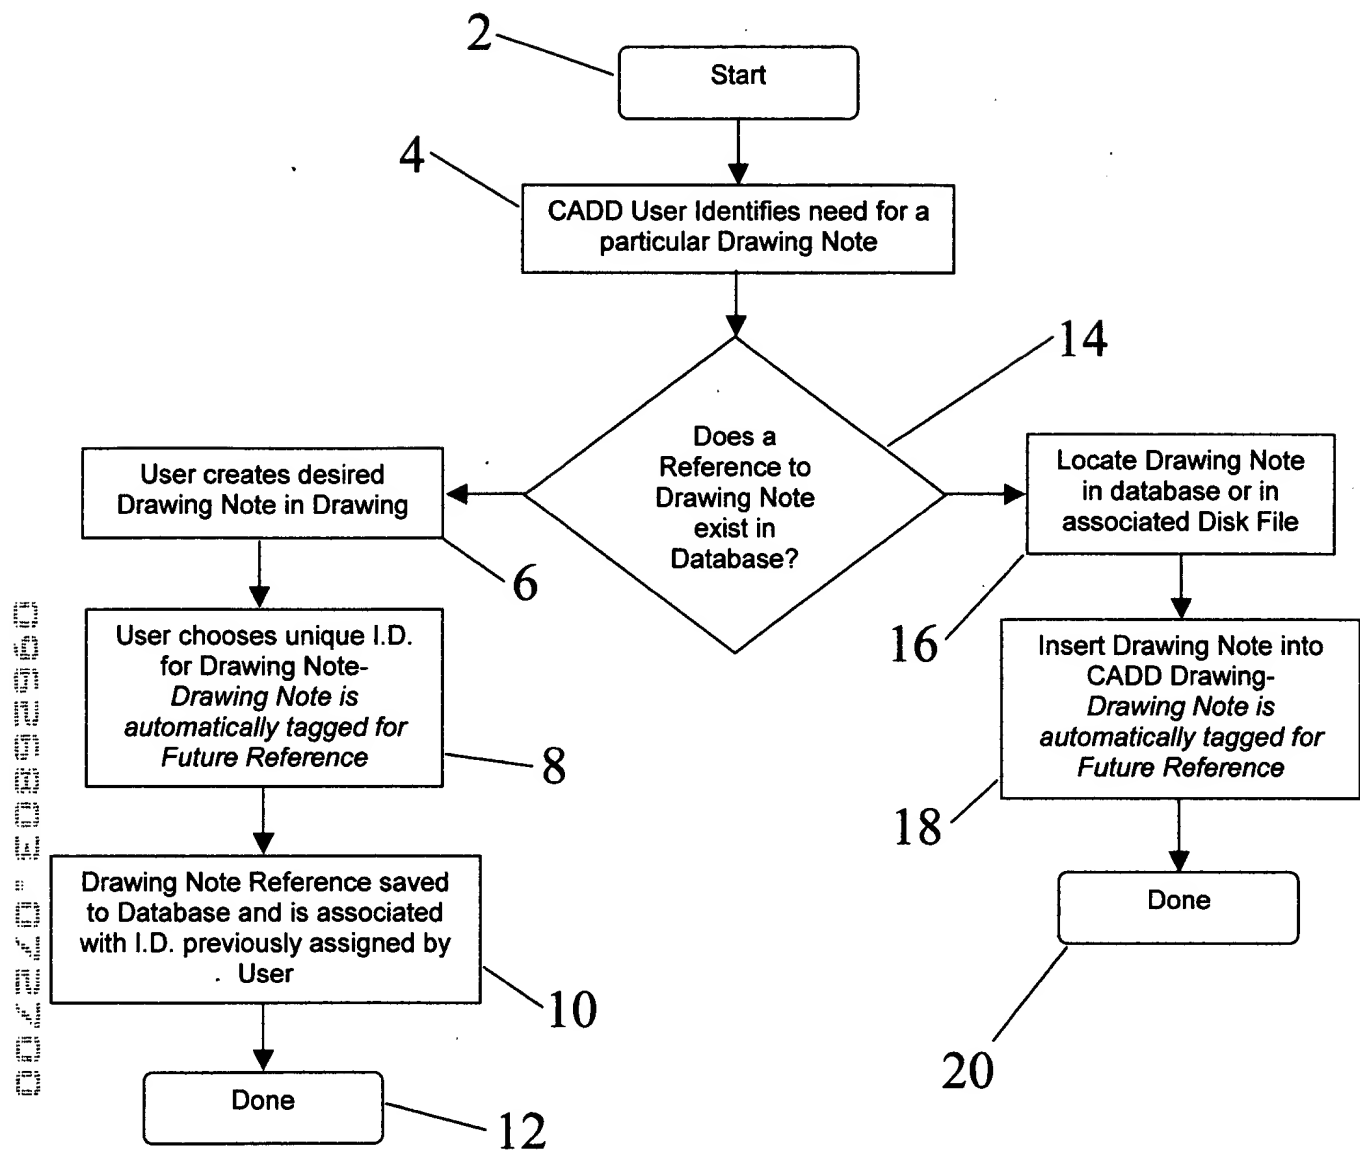 2
Start
4
CADD User Identifies need for a
particular Drawing Note
14
Does a
Reference to
Drawing Note
exist in
Database?
User creates desired
Drawing Note in Drawing
6
Locate Drawing Note
in database or in
associated Disk File
16
User chooses unique I.D.
for Drawing Note-
Drawing Note is
automatically tagged for
Future Reference
8
Insert Drawing Note into
CADD Drawing-
Drawing Note is
automatically tagged for
Future Reference
18
Drawing Note Reference saved
to Database and is associated
with I.D. previously assigned by
User
10
Done
20
Done
12